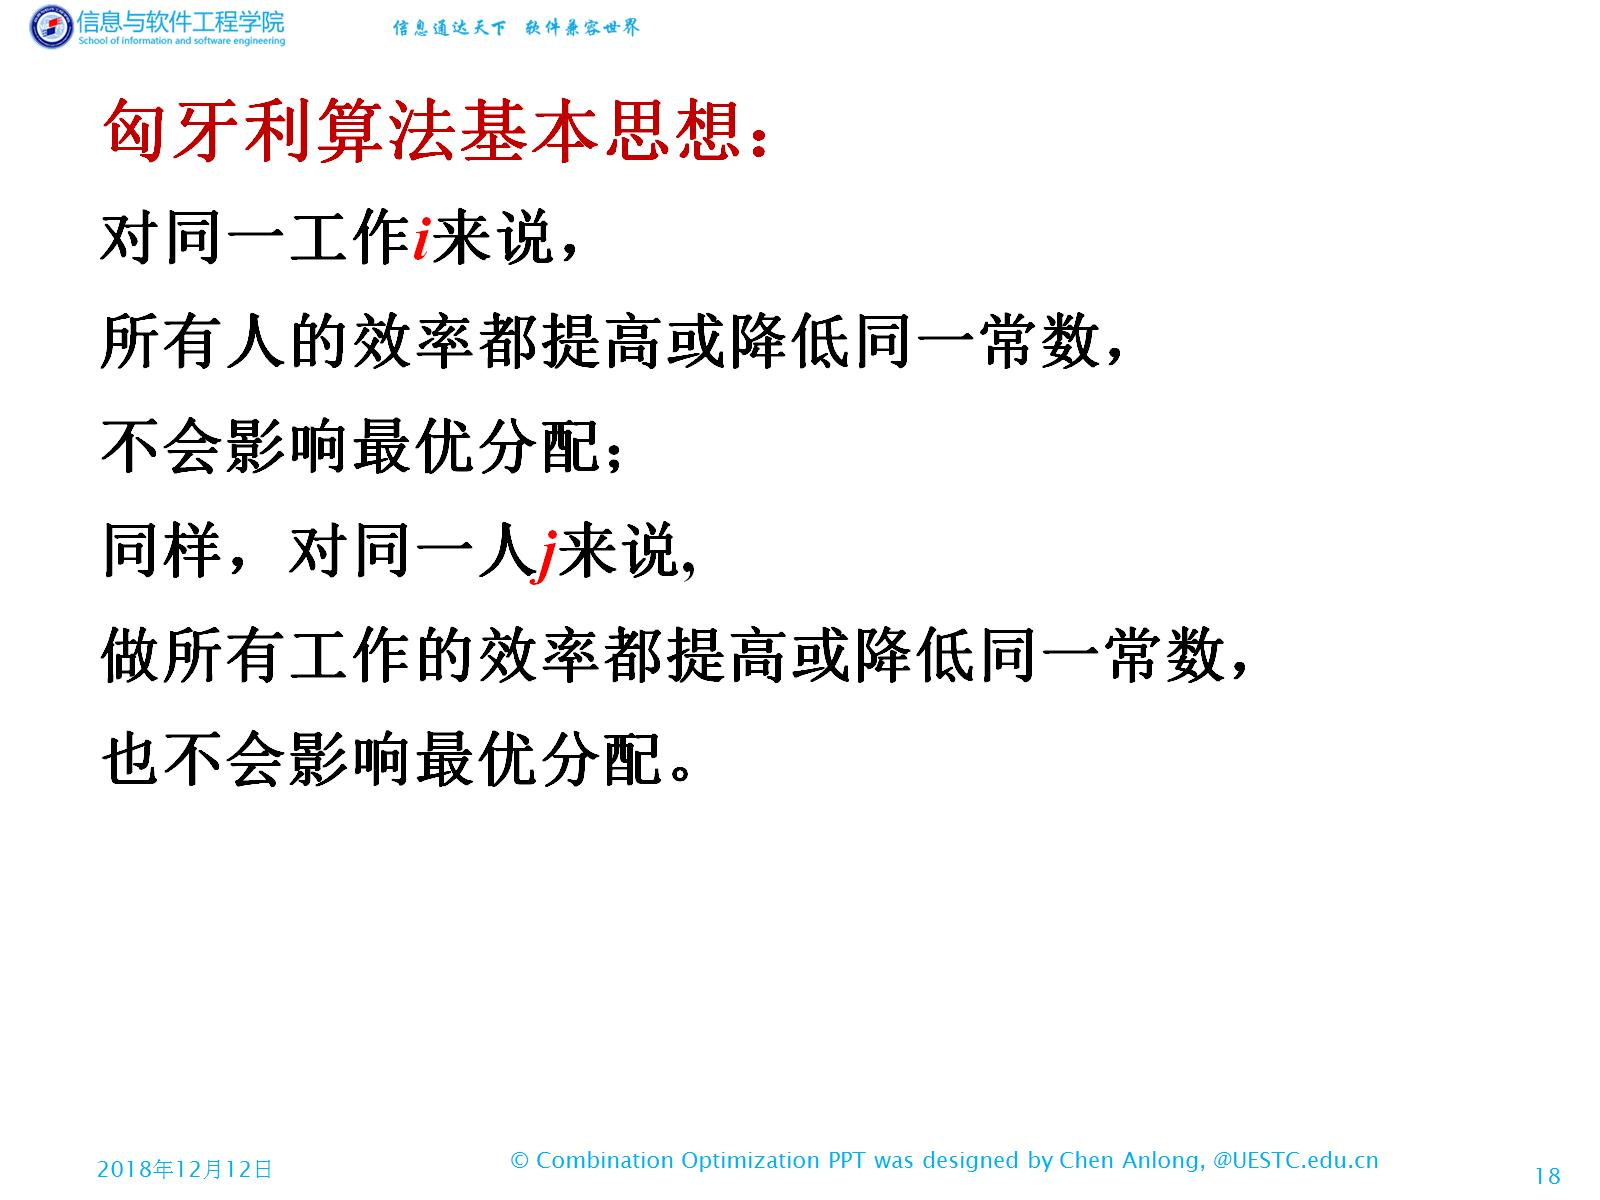 信息与软件工程学院
School of information and software engineering
信息通达天下 软件兼容世界
匈牙利算法基本思想：
对同一工作i来说，
所有人的效率都提高或降低同一常数，
不会影响最优分配；
同样，对同一人j来说,
做所有工作的效率都提高或降低同一常数，
也不会影响最优分配。
2018年12月12日
© Combination Optimization PPT was designed by Chen Anlong, @UESTC.edu.cn
18